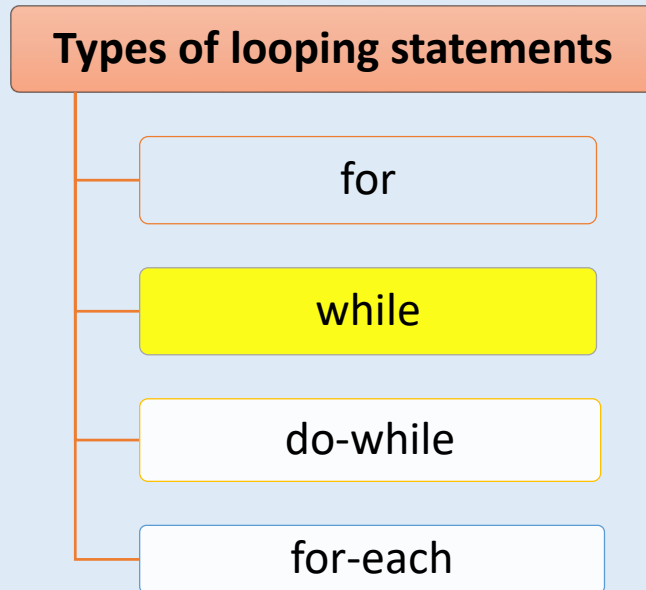 Types of looping statements
for
while
do-while
for-each